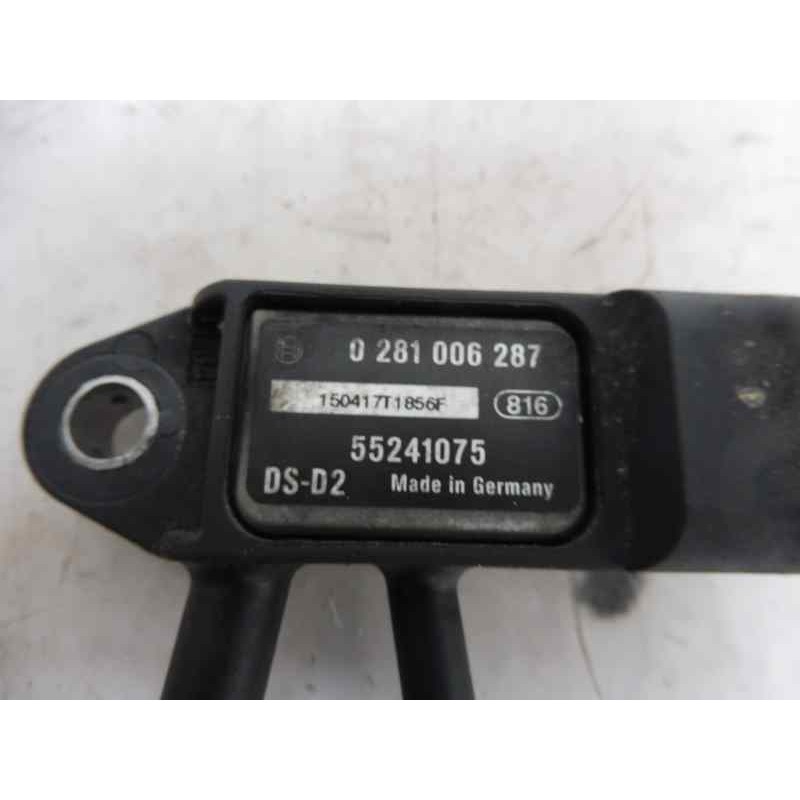 0 281 006 287
150417T1856F 816
55241075
DS-D2 Made in Germany